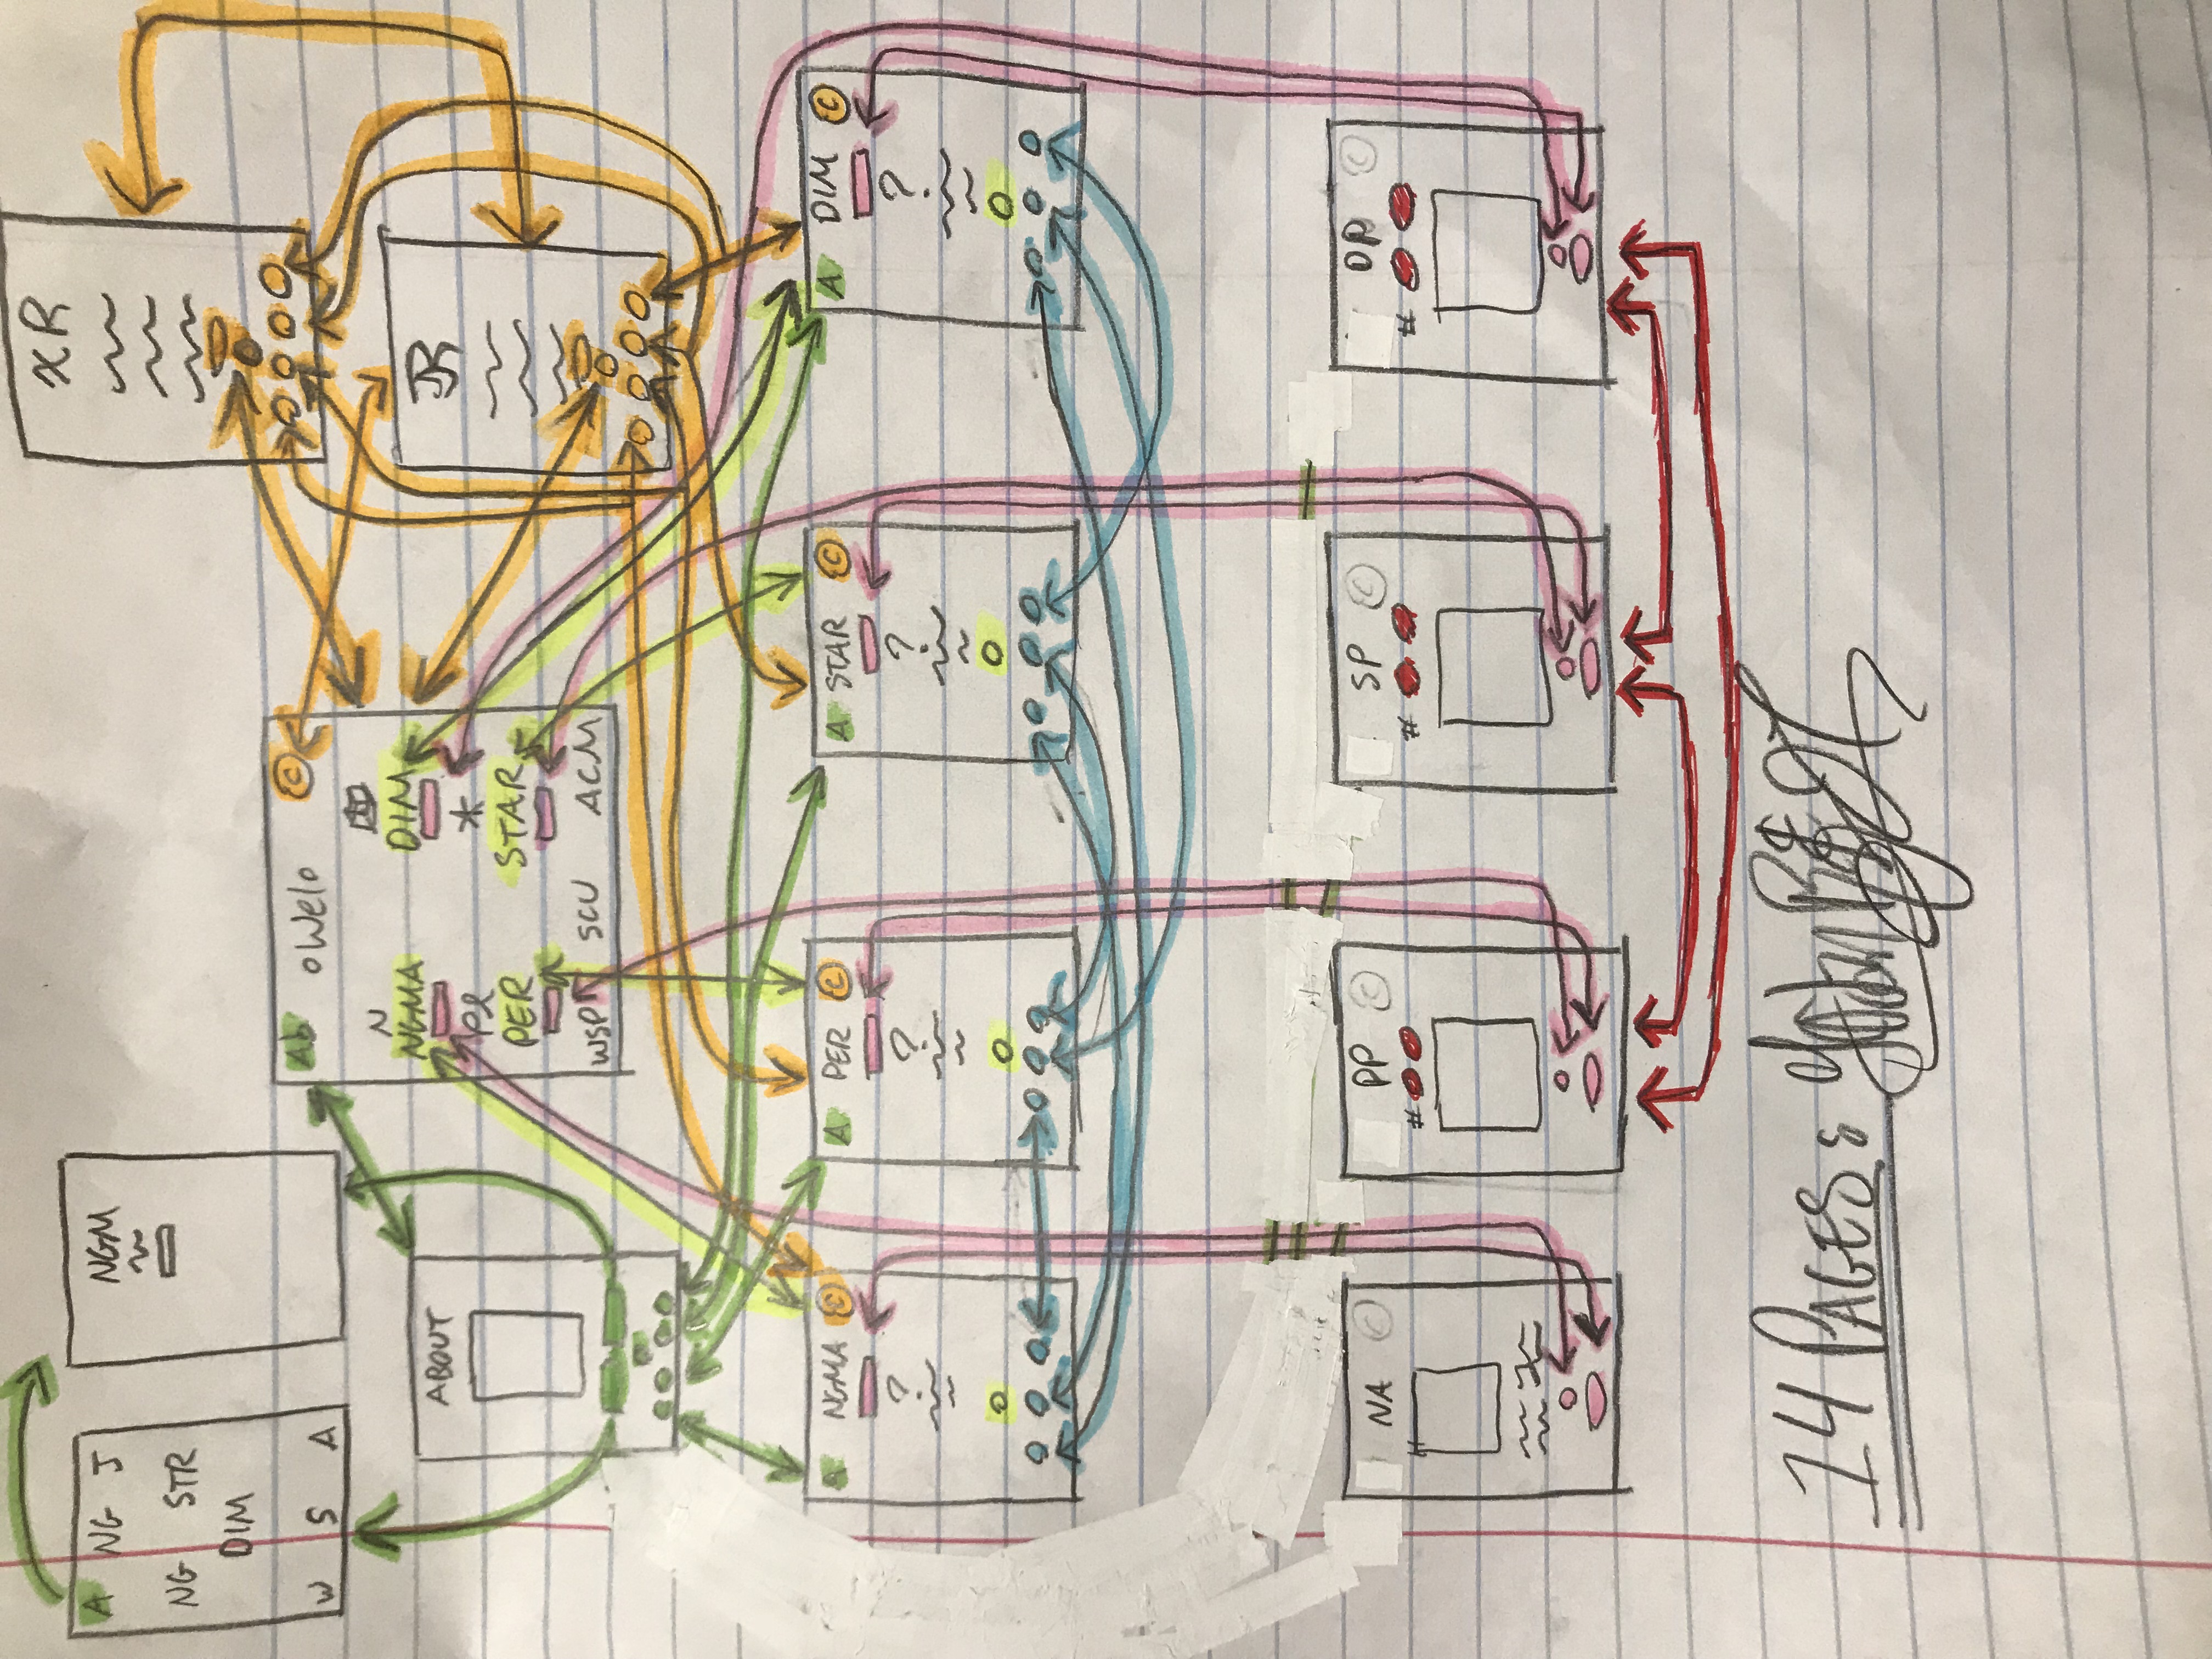 A NG J
NG STR
DIM
W S A
NGM
xR
Ab oWelo ©
N
NGMA DIM
Pl *
PER STAR
WSP SCU ACM
JR
ABOUT
A NGMA ©
?
A PER ©
?
A STAR ©
?
A DIM ©
?
NA ©
PP ©
#
SP ©
#
DP ©
#
14 PAGES: